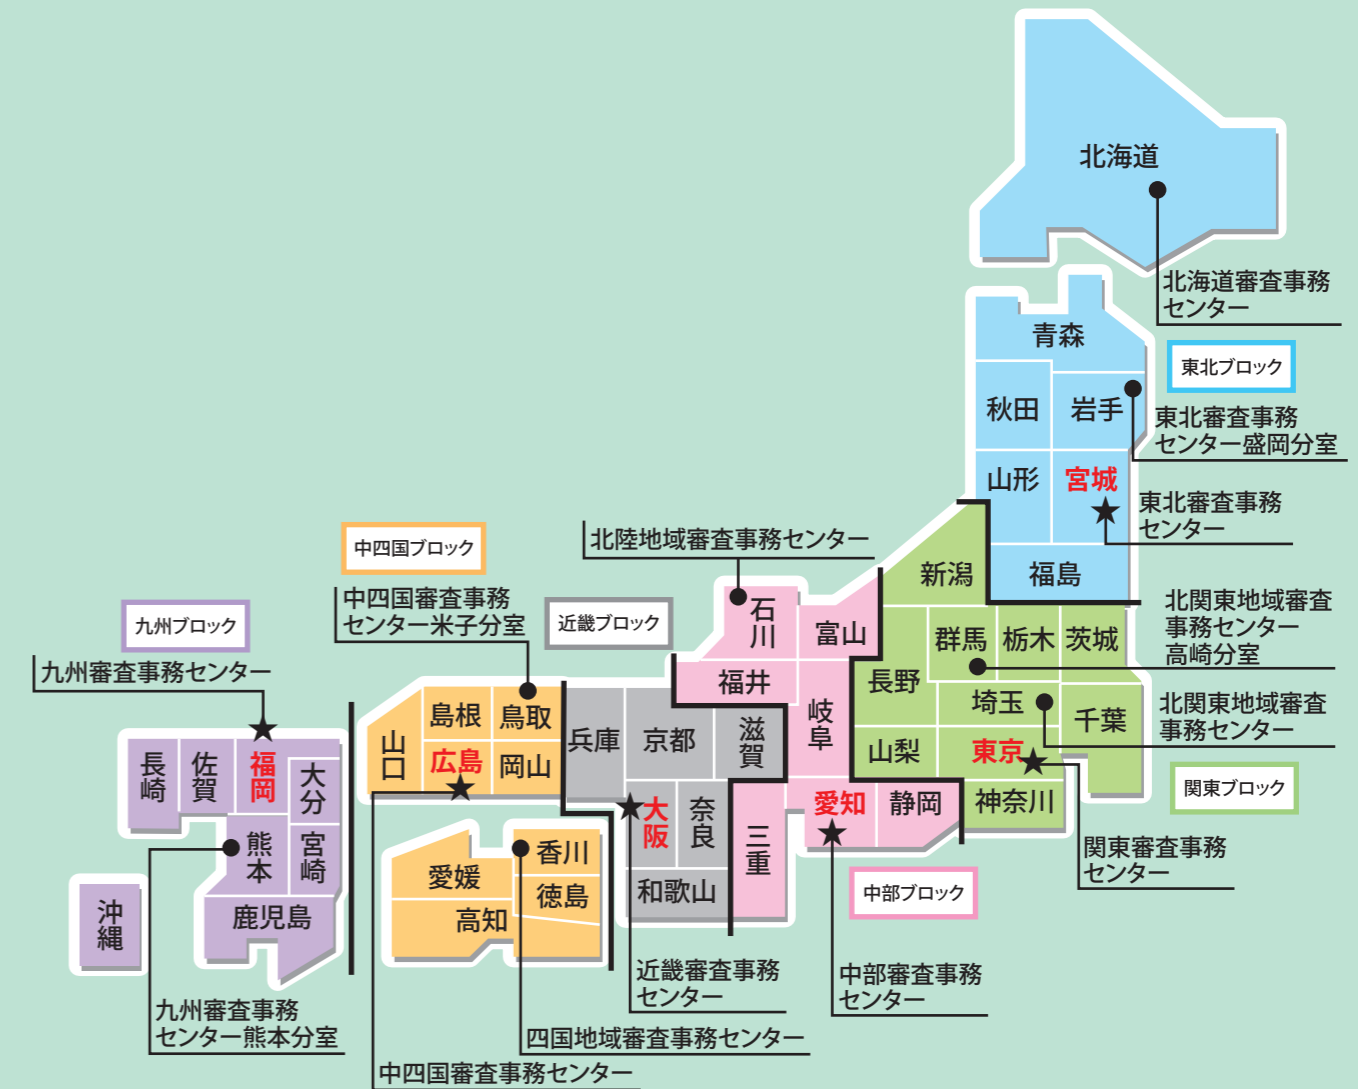 北海道
北海道審査事務
センター
青森
東北ブロック
秋田
岩手
東北審査事務
センター盛岡分室
山形
宮城
東北審査事務
センター
福島
新潟
北陸地域審査事務センター
中四国ブロック
中四国審査事務
センター米子分室
近畿ブロック
九州ブロック
九州審査事務センター
石川
富山
福井
岐阜
群馬
栃木
茨城
北関東地域審査
事務センター
高崎分室
長野
埼玉
千葉
北関東地域審査
事務センター
山梨
東京
神奈川
関東ブロック
関東審査事務
センター
島根
鳥取
山口
広島
岡山
兵庫
京都
滋賀
大阪
奈良
和歌山
三重
愛知
静岡
中部ブロック
中部審査事務
センター
近畿審査事務
センター
長崎
佐賀
福岡
大分
熊本
宮崎
鹿児島
沖縄
愛媛
香川
徳島
高知
九州審査事務
センター熊本分室
四国地域審査事務センター
中四国審査事務センター